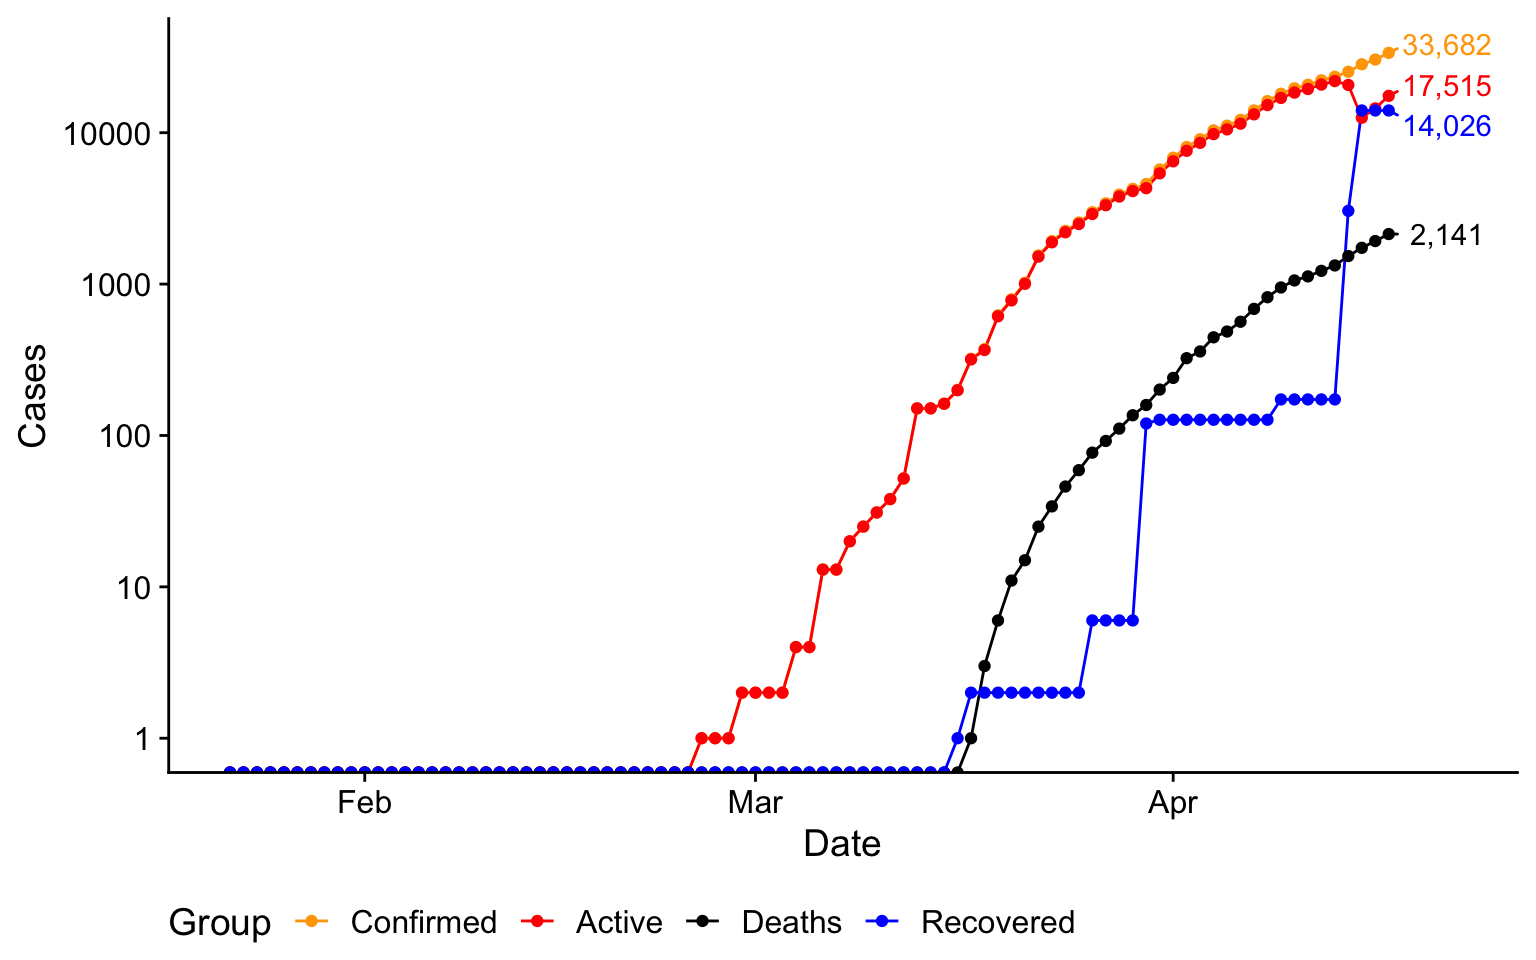 33,682
17,515
14,026
2,141
10000
1000
100
10
1
Cases
Feb Mar Apr
Date
Group Confirmed Active Deaths Recovered